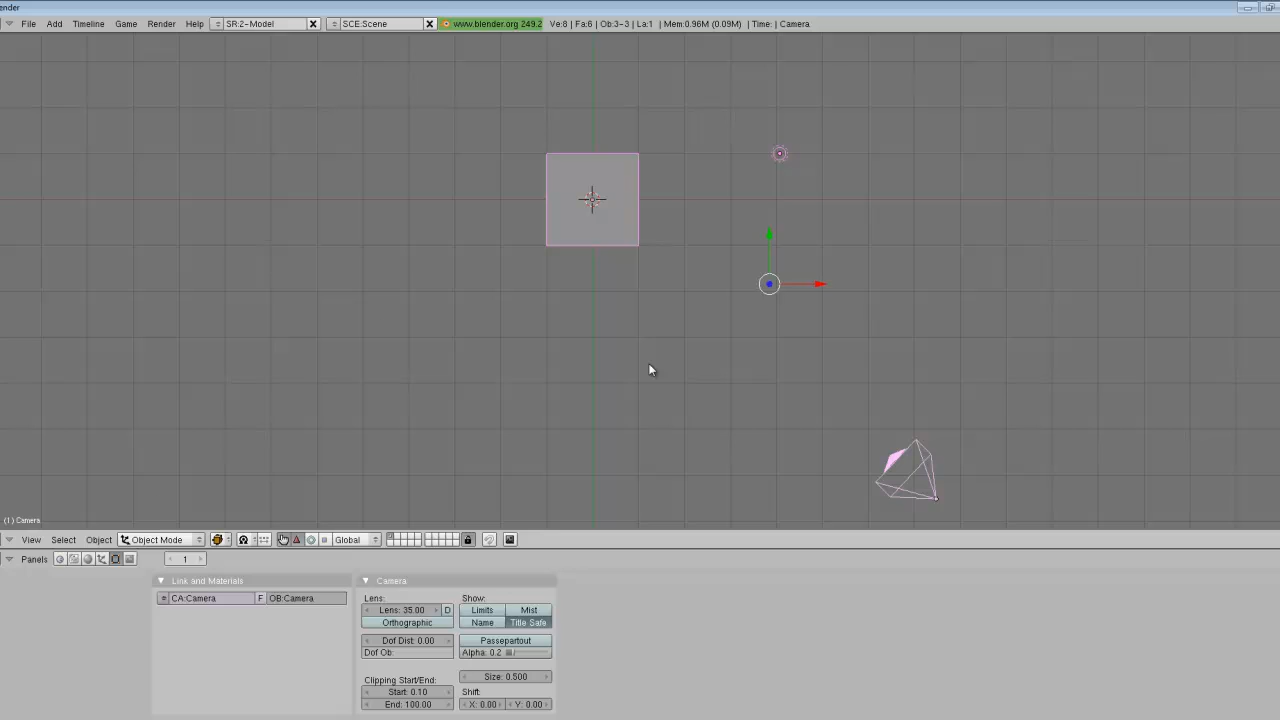 ender
File Add Timeline Game Render Help SR:2-Model SCE:Scene www.blender.org 249.2 Ve:8 | Fa:6 | Ob:3-3 | La:1 | Mem:0.96M (0.09M) | Time: | Camera
(1) Camera
View Select Object Object Mode Global
Panels 1
Link and Materials Camera
CA:Camera F OB:Camera
Lens: Show:
Lens: 35.00 D Limits Mist
Orthographic Name Title Safe
Dof Dist: 0.00 Passepartout
Dof Ob: Alpha: 0.2
Clipping Start/End: Size: 0.500
Start: 0.10 Shift:
End: 100.00 X: 0.00 Y: 0.00